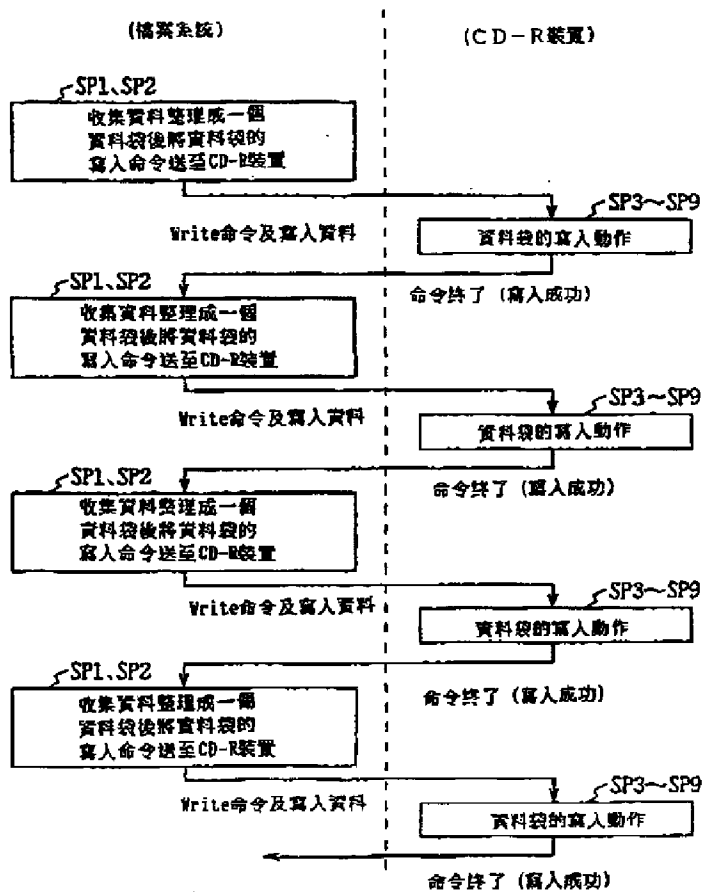 (檔案系統)
(CD-R裝置)
SP1、SP2
收集資料整理成一個
資料袋後將資料袋的
寫入命令送至CD-R裝置
SP3～SP9
Write命令及寫入資料
資料袋的寫入動作
SP1、SP2
命令終了 (寫入成功)
收集資料整理成一個
資料袋後將資料袋的
寫入命令送至CD-R裝置
SP3～SP9
Write命令及寫入資料
資料袋的寫入動作
SP1、SP2
命令終了 (寫入成功)
收集資料整理成一個
資料袋後將資料袋的
寫入命令送至CD-R裝置
SP3～SP9
Write命令及寫入資料
資料袋的寫入動作
SP1、SP2
命令終了 (寫入成功)
收集資料整理成一個
資料袋後將資料袋的
寫入命令送至CD-R裝置
SP3～SP9
Write命令及寫入資料
資料袋的寫入動作
命令終了 (寫入成功)